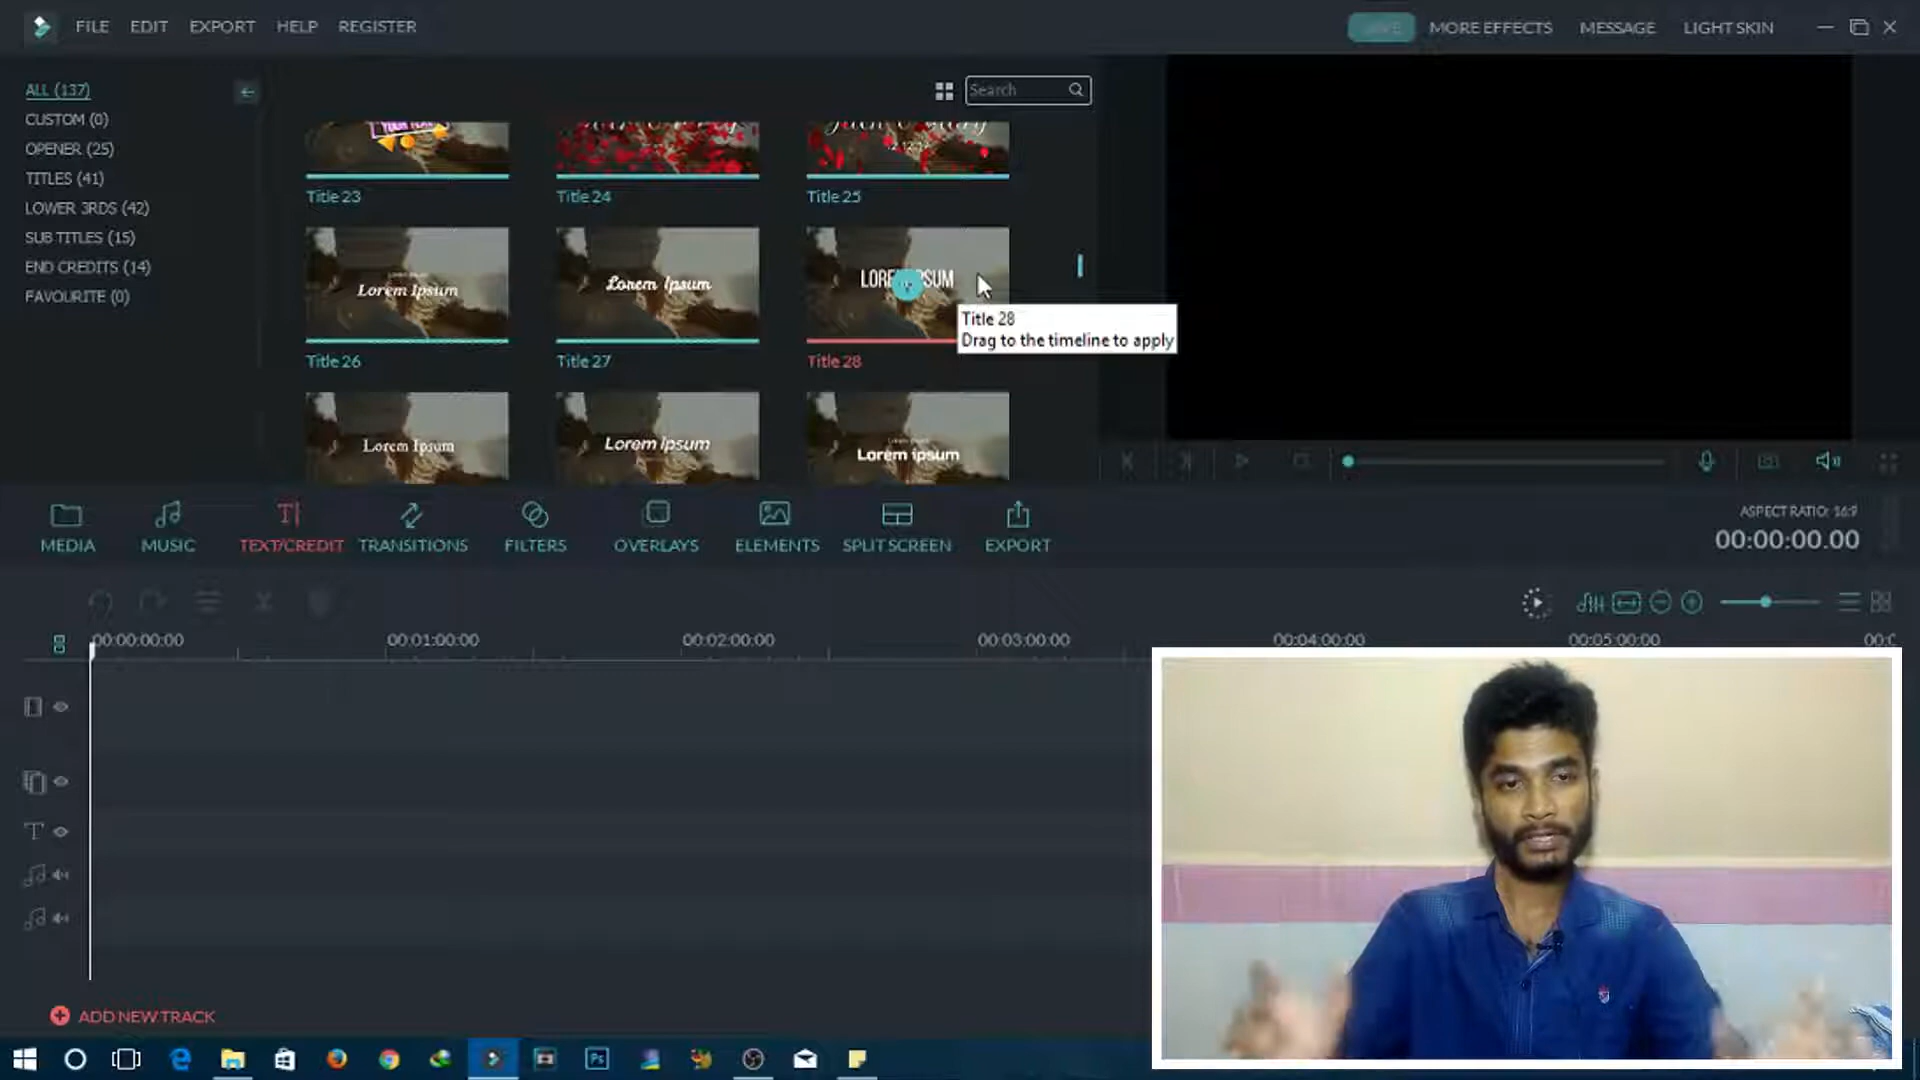 FILE EDIT EXPORT HELP REGISTER
SAVE MORE EFFECTS MESSAGE LIGHT SKIN
ALL (137)
CUSTOM (0)
OPENER (25)
TITLES (41)
LOWER 3RDS (42)
SUB TITLES (15)
END CREDITS (14)
FAVOURITE (0)
Search
Title 23
Title 24
Title 25
Lorem Ipsum
Lorem Ipsum
Title 26
Title 27
Title 28
Title 28
Drag to the timeline to apply
Lorem Ipsum
Lorem Ipsum
Lorem ipsum
MEDIA
MUSIC
TEXT/CREDIT
TRANSITIONS
FILTERS
OVERLAYS
ELEMENTS
SPLIT SCREEN
EXPORT
ASPECT RATIO: 16:9
00:00:00.00
00:00:00:00
00:01:00:00
00:02:00:00
00:03:00:00
00:04:00:00
00:05:00:00
ADD NEW TRACK
Ps